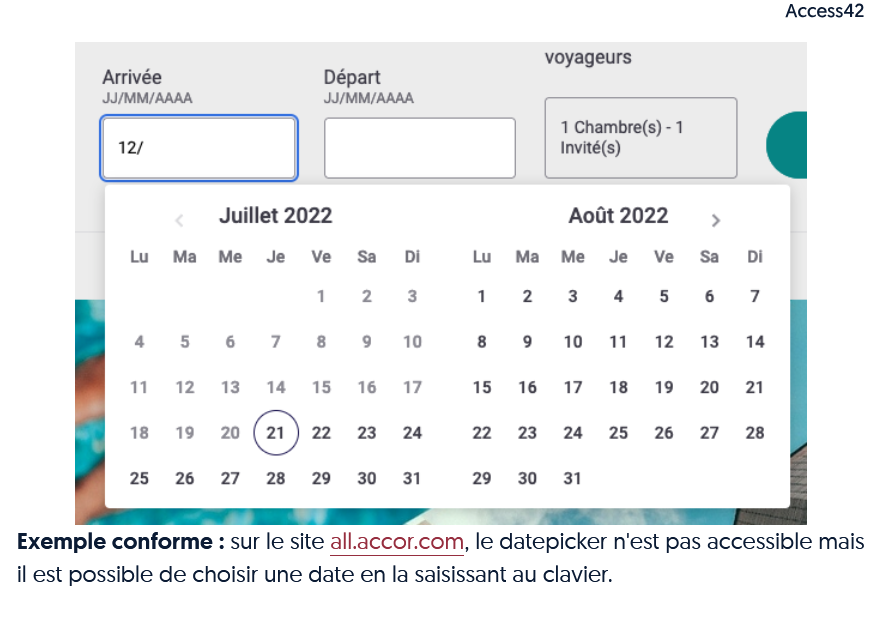 Access42
Arrivée
JJ/MM/AAAA
12/
Départ
JJ/MM/AAAA
voyageurs
1 Chambre(s) - 1
Invité(s)
Juillet 2022
Lu Ma Me Je Ve Sa Di
1 2 3
4 5 6 7 8 9 10
11 12 13 14 15 16 17
18 19 20 21 22 23 24
25 26 27 28 29 30 31
Août 2022
Lu Ma Me Je Ve Sa Di
1 2 3 4 5 6 7
8 9 10 11 12 13 14
15 16 17 18 19 20 21
22 23 24 25 26 27 28
29 30 31
Exemple conforme : sur le site all.accor.com, le datepicker n'est pas accessible mais
il est possible de choisir une date en la saisissant au clavier.